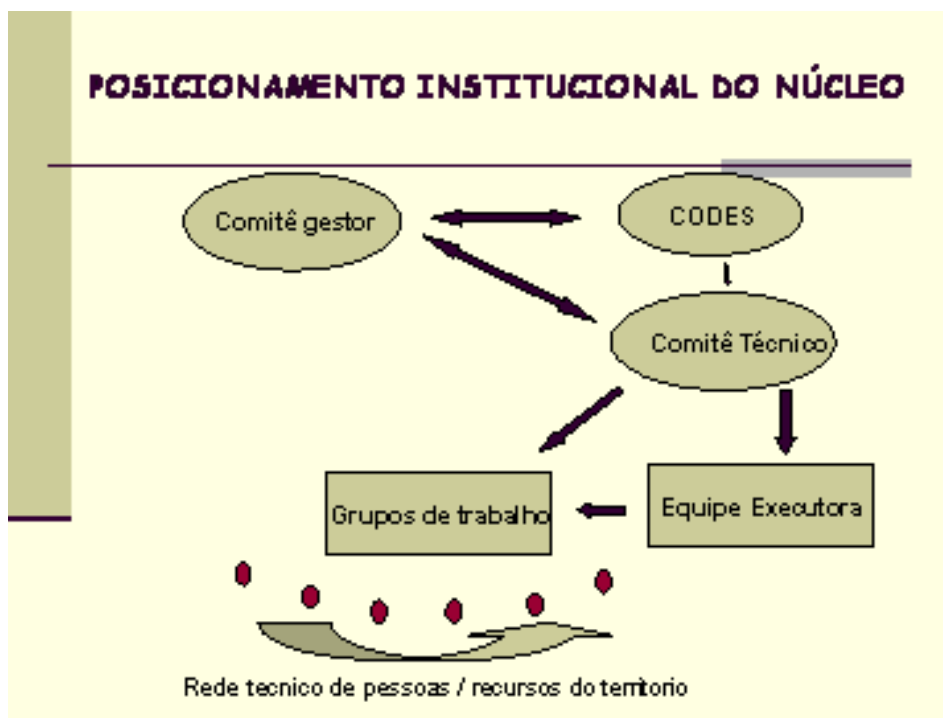 POSICIONAMENTO INSTITUCIONAL DO NÚCLEO
Comitê gestor
CODES
Comitê Técnico
Grupos de trabalho
Equipe Executora
Rede tecnico de pessoas / recursos do territorio